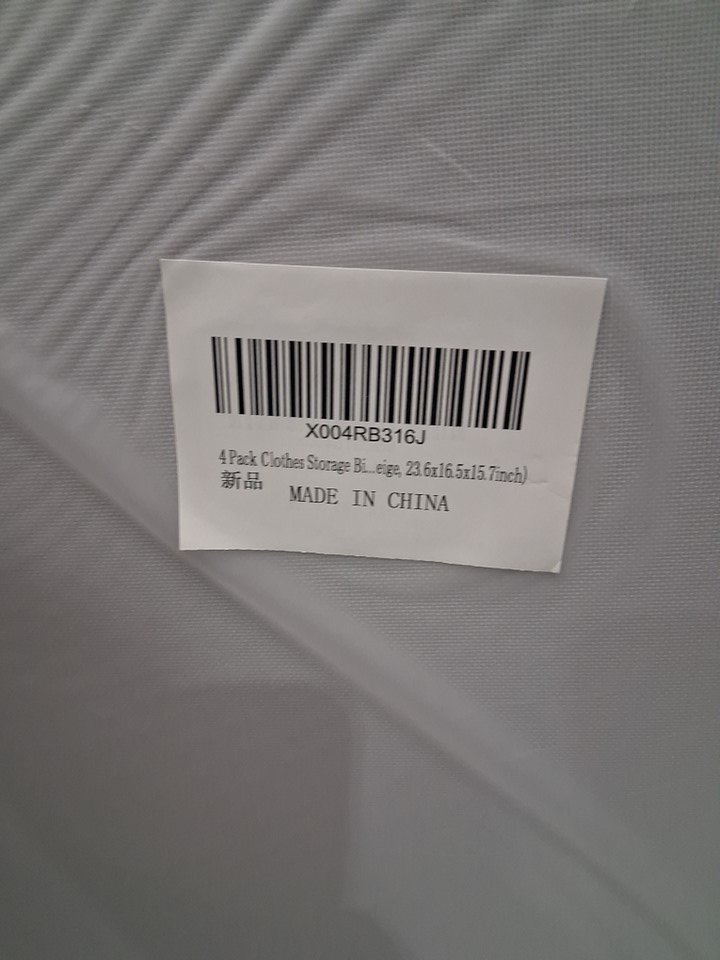 X004RB316J
4 Pack Clothes Storage Bi...eige, 23.6x16.5x15.7inch)
新品
MADE IN CHINA